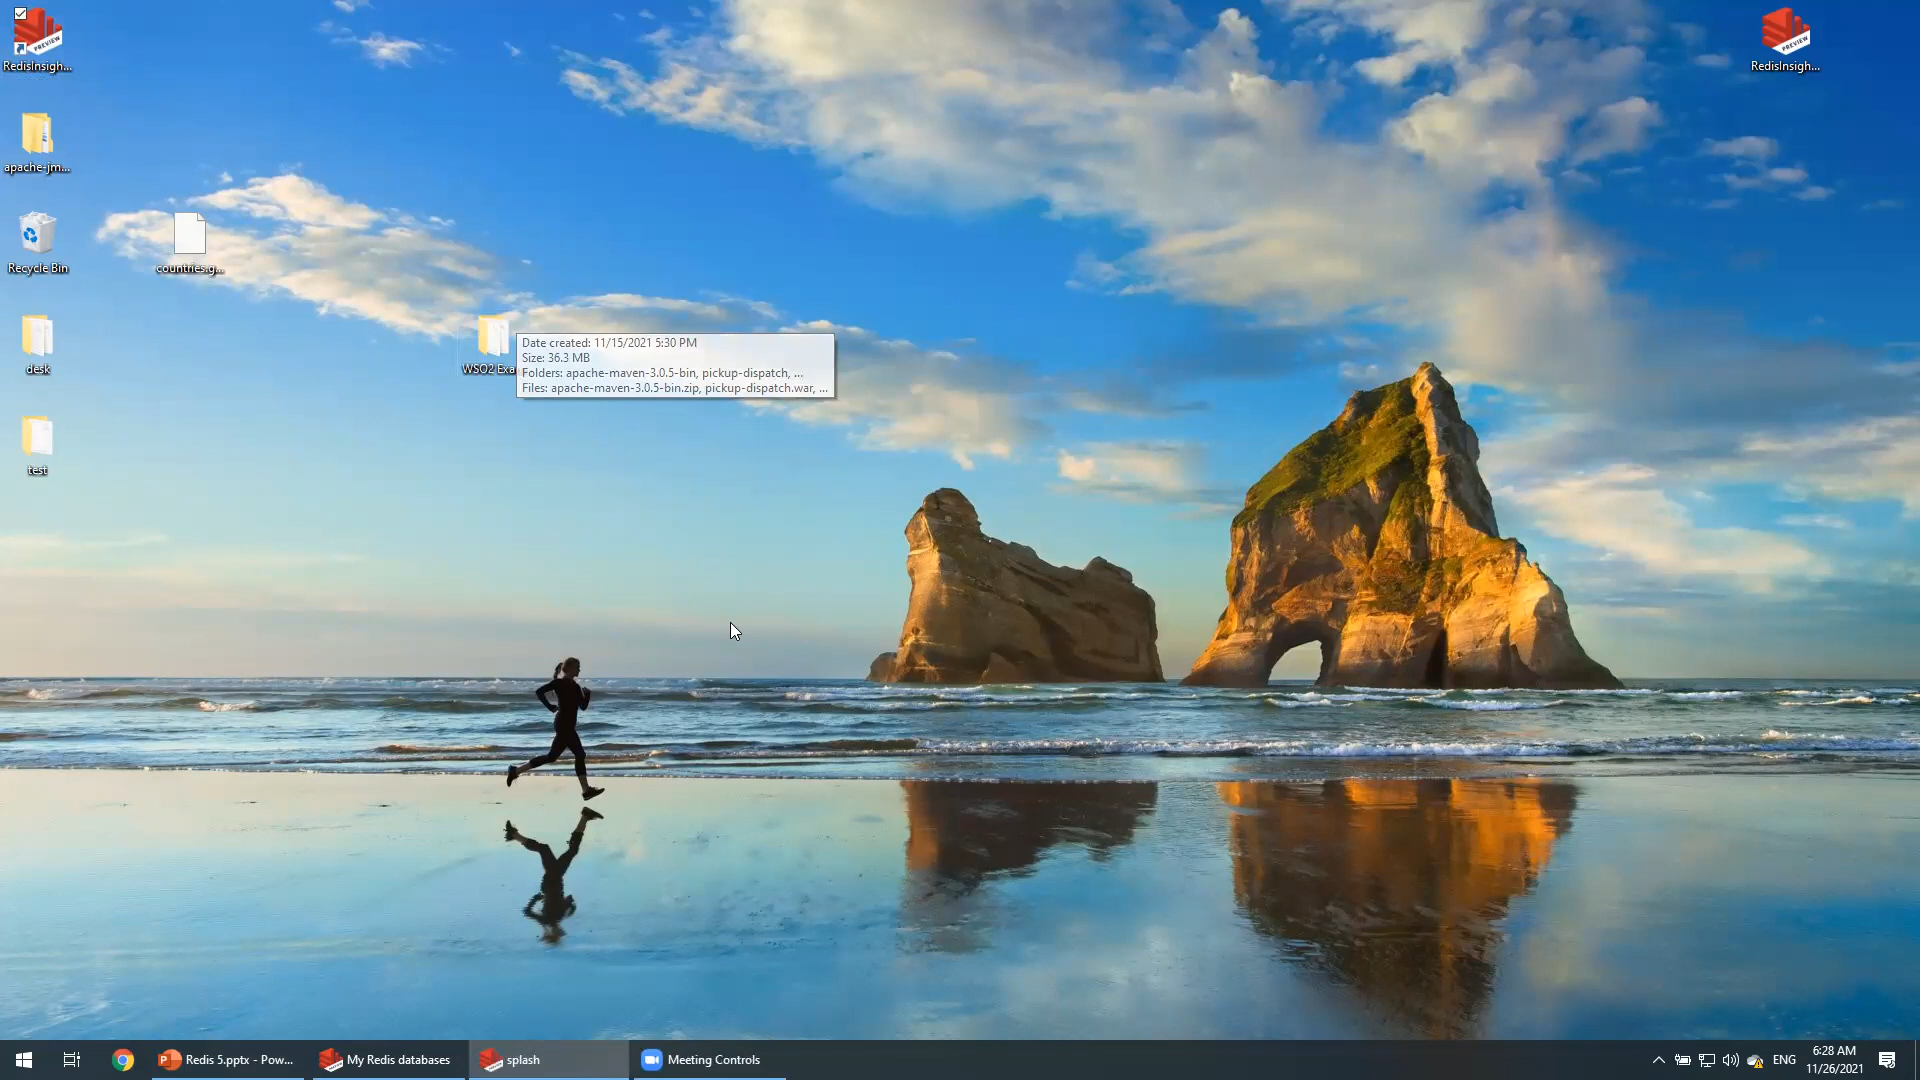 RedisInsigh...
RedisInsigh...
PREVIEW
PREVIEW
apache-jm...
Recycle Bin
countries.g...
desk
WSO2 Exa
Date created: 11/15/2021 5:30 PM
Size: 36.3 MB
Folders: apache-maven-3.0.5-bin, pickup-dispatch, ...
Files: apache-maven-3.0.5-bin.zip, pickup-dispatch.war, ...
test
Redis 5.pptx - Pow...
My Redis databases
splash
Meeting Controls
ENG
6:28 AM
11/26/2021